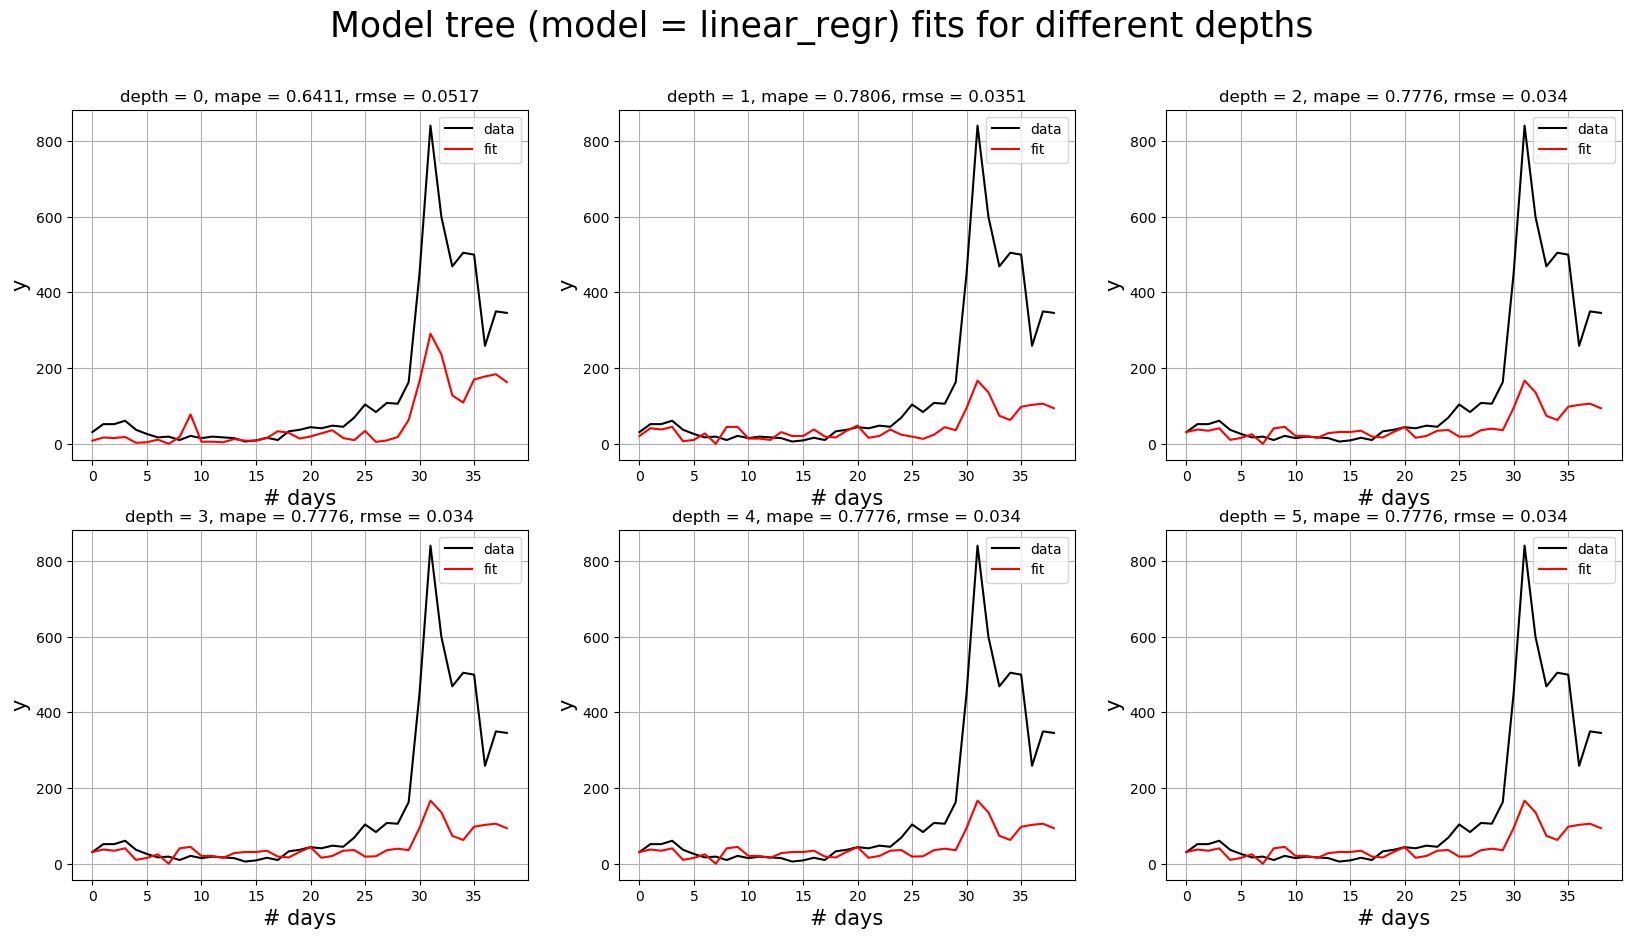 Model tree (model = linear_regr) fits for different depths
depth = 0, mape = 0.6411, rmse = 0.0517
data
fit
800
600
400
200
0
y
0 5 10 15 20 25 30 35
# days
depth = 1, mape = 0.7806, rmse = 0.0351
data
fit
800
600
400
200
0
y
0 5 10 15 20 25 30 35
# days
depth = 2, mape = 0.7776, rmse = 0.034
data
fit
800
600
400
200
0
y
0 5 10 15 20 25 30 35
# days
depth = 3, mape = 0.7776, rmse = 0.034
data
fit
800
600
400
200
0
y
0 5 10 15 20 25 30 35
# days
depth = 4, mape = 0.7776, rmse = 0.034
data
fit
800
600
400
200
0
y
0 5 10 15 20 25 30 35
# days
depth = 5, mape = 0.7776, rmse = 0.034
data
fit
800
600
400
200
0
y
0 5 10 15 20 25 30 35
# days